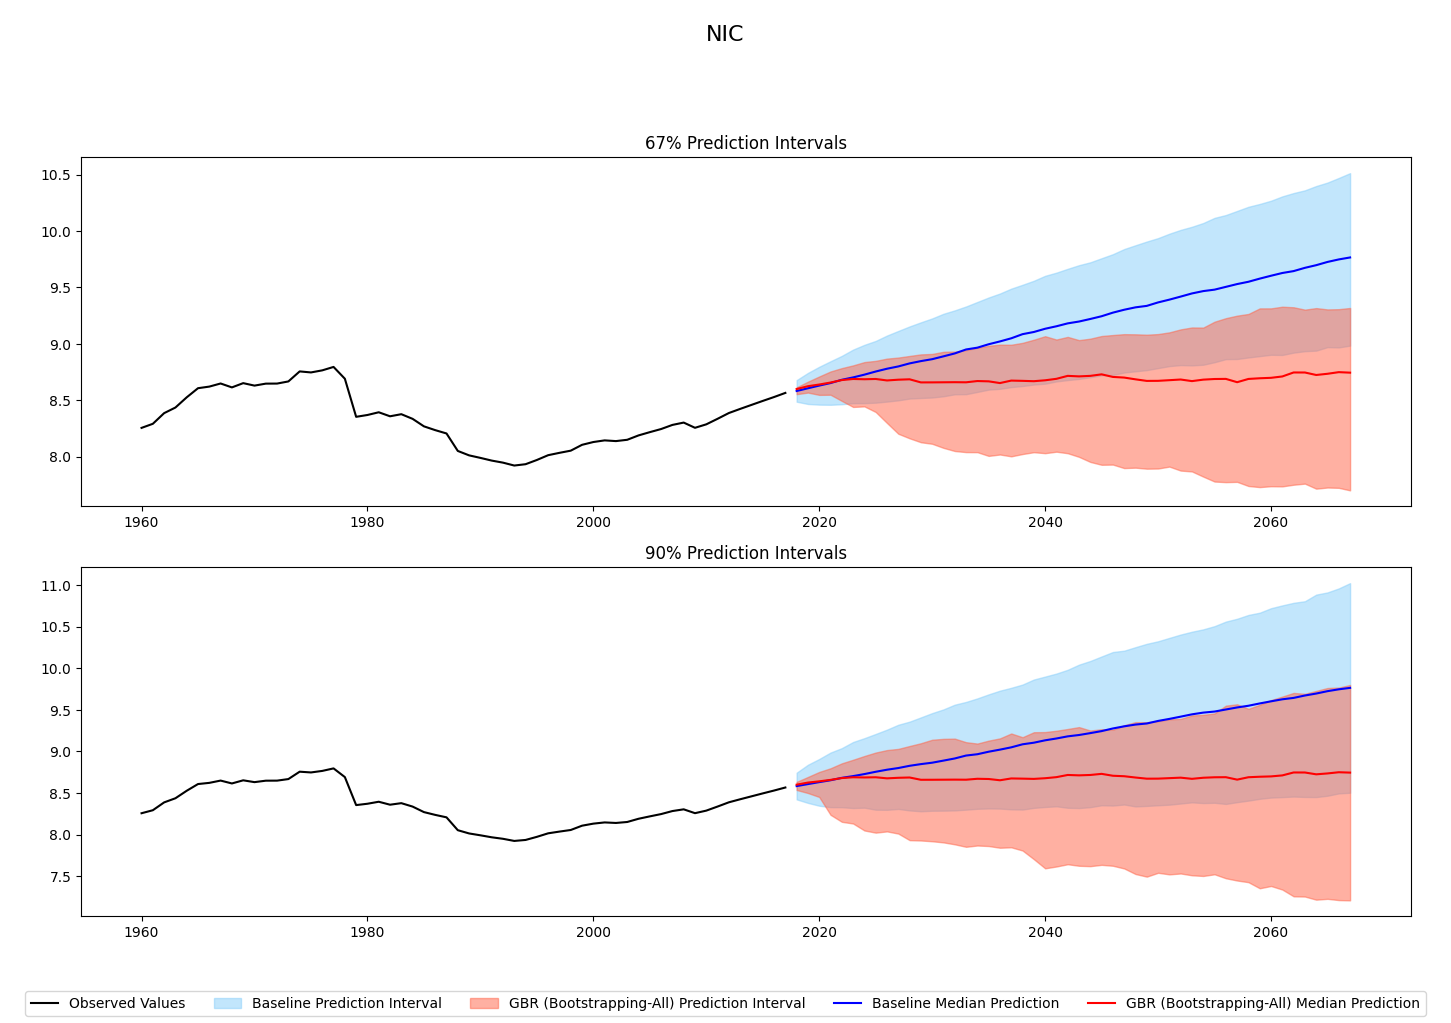 NIC
67% Prediction Intervals
10.5
10.0
9.5
9.0
8.5
8.0
1960 1980 2000 2020 2040 2060
90% Prediction Intervals
11.0
10.5
10.0
9.5
9.0
8.5
8.0
7.5
1960 1980 2000 2020 2040 2060
Observed Values Baseline Prediction Interval GBR (Bootstrapping-All) Prediction Interval Baseline Median Prediction GBR (Bootstrapping-All) Median Prediction